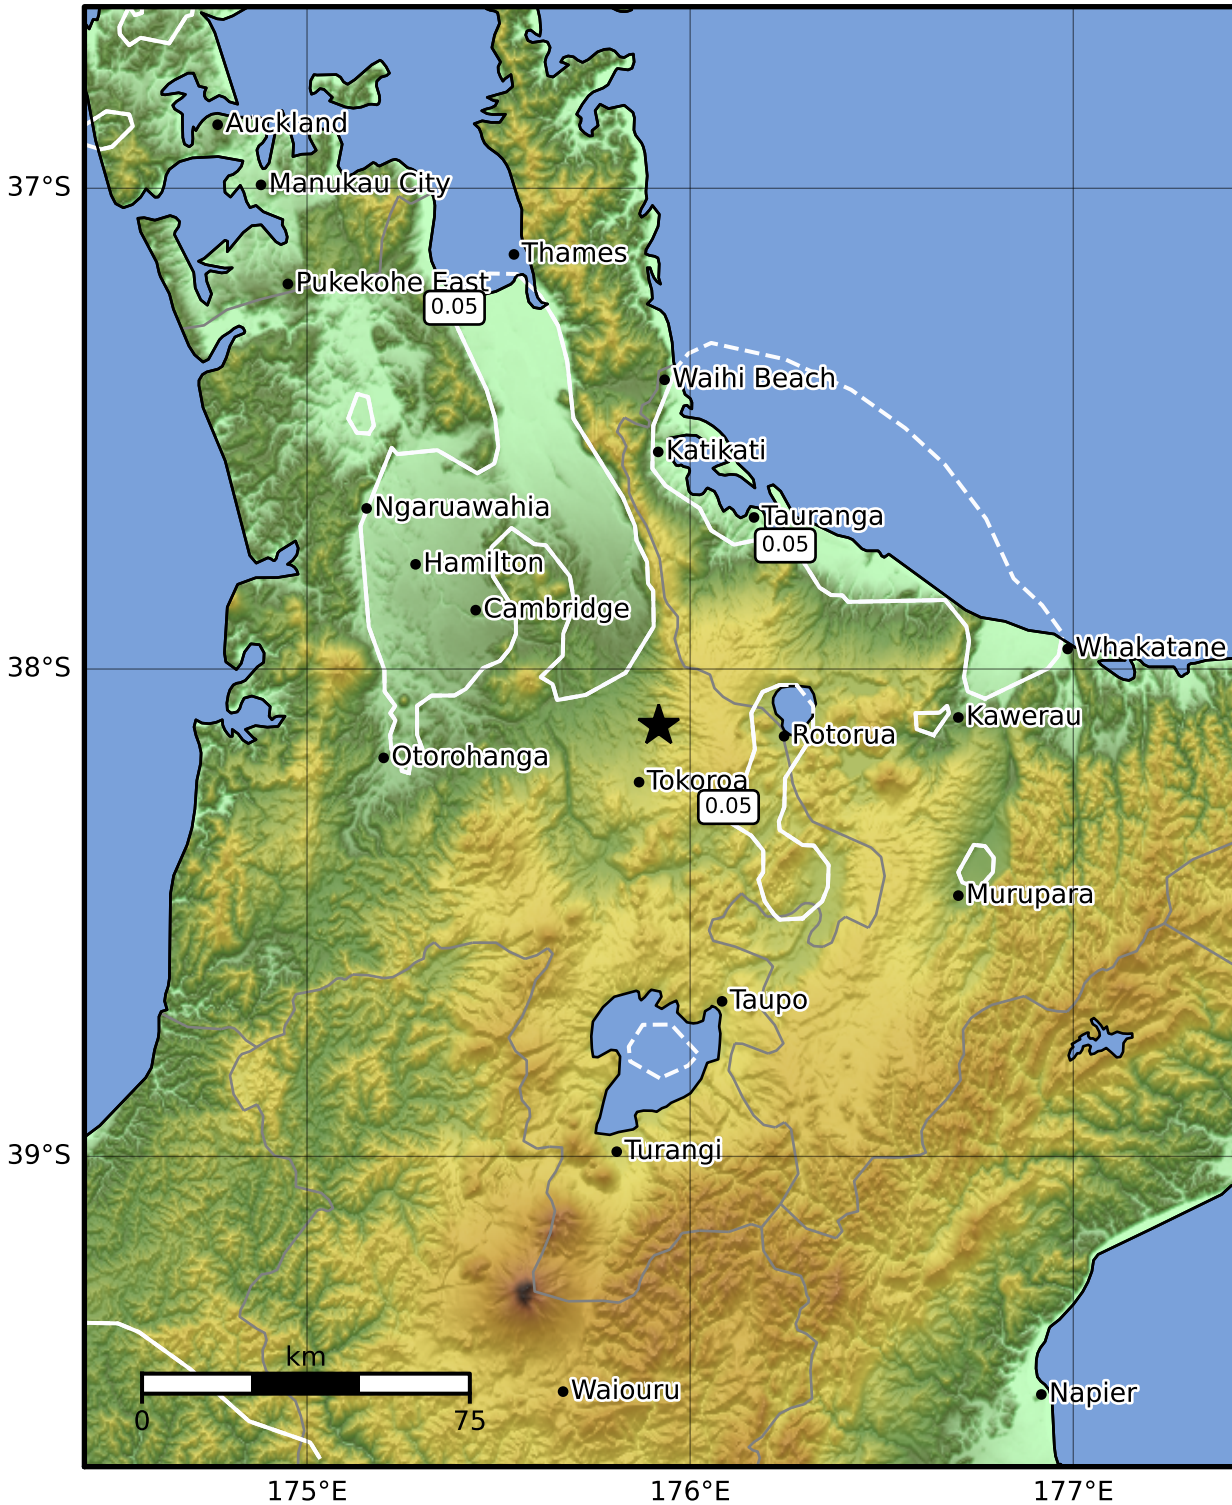 Auckland
37°S
Manukau City
Thames
Pukekohe East
0.05
Waihi Beach
Katikati
Ngaruawahia
Tauranga
0.05
Hamilton
Cambridge
38°S
Whakatane
Kawerau
Rotorua
Otorohanga
Tokoroa
0.05
Murupara
Taupo
39°S
Turangi
km
Waiouru
Napier
0
75
175°E
176°E
177°E